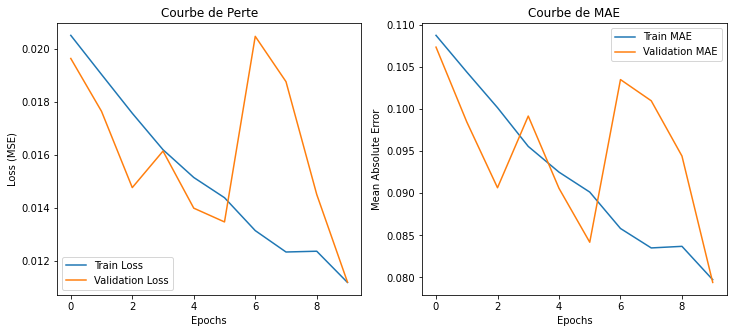 Courbe de Perte
Loss (MSE)
0.020
0.018
0.016
0.014
0.012
Train Loss
Validation Loss
0 2 4 6 8
Epochs
Courbe de MAE
Mean Absolute Error
0.110
0.105
0.100
0.095
0.090
0.085
0.080
Train MAE
Validation MAE
0 2 4 6 8
Epochs